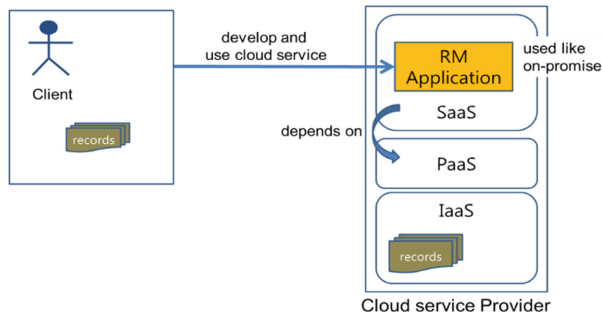 develop and
use cloud service
Client
records
RM
Application
used like
on-promise
SaaS
depends on
PaaS
IaaS
records
Cloud service Provider